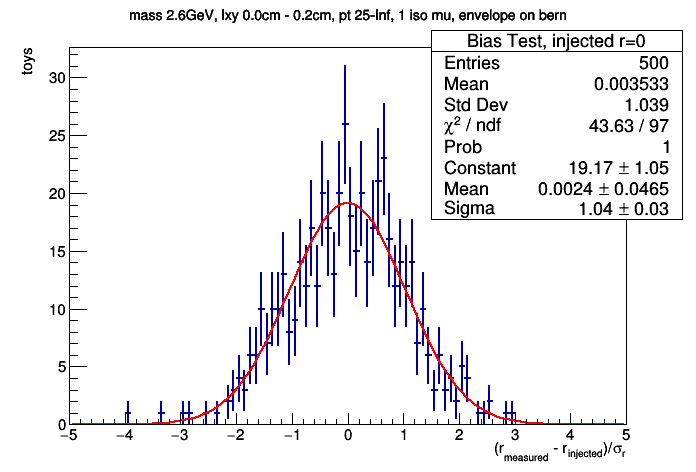 mass 2.6GeV, lxy 0.0cm - 0.2cm, pt 25-Inf, 1 iso mu, envelope on bern
Bias Test, injected r=0
Entries 500
Mean 0.003533
Std Dev 1.039
χ² / ndf 43.63 / 97
Prob 1
Constant 19.17 ± 1.05
Mean 0.0024 ± 0.0465
Sigma 1.04 ± 0.03
toys
30
25
20
15
10
5
0
−5 −4 −3 −2 −1 0 1 2 3 4 5
(r_measured - r_injected)/σ_r